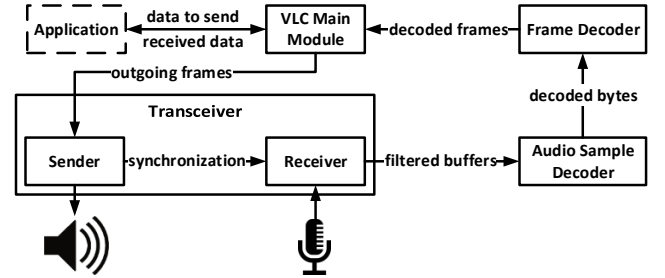 Application
data to send
received data
VLC Main
Module
decoded frames
Frame Decoder
outgoing frames
decoded bytes
Transceiver
Sender
synchronization
Receiver
filtered buffers
Audio Sample
Decoder